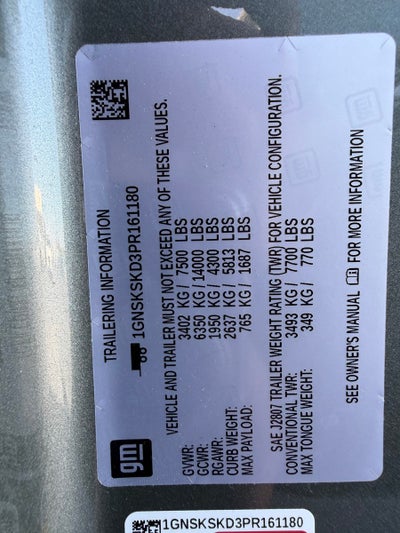 gm
TRAILERING INFORMATION
1GNSKSKD3PR161180
VEHICLE AND TRAILER MUST NOT EXCEED ANY OF THESE VALUES.
GVWR: 3402 KG / 7500 LBS
GCWR: 6350 KG / 14000 LBS
RGAWR: 1950 KG / 4300 LBS
CURB WEIGHT: 2637 KG / 5813 LBS
MAX PAYLOAD: 765 KG / 1687 LBS
SAE J2807 TRAILER WEIGHT RATING (TWR) FOR VEHICLE CONFIGURATION.
CONVENTIONAL TWR: 3493 KG / 7700 LBS
MAX TONGUE WEIGHT: 349 KG / 770 LBS
SEE OWNER'S MANUAL FOR MORE INFORMATION
1GNSKSKD3PR161180